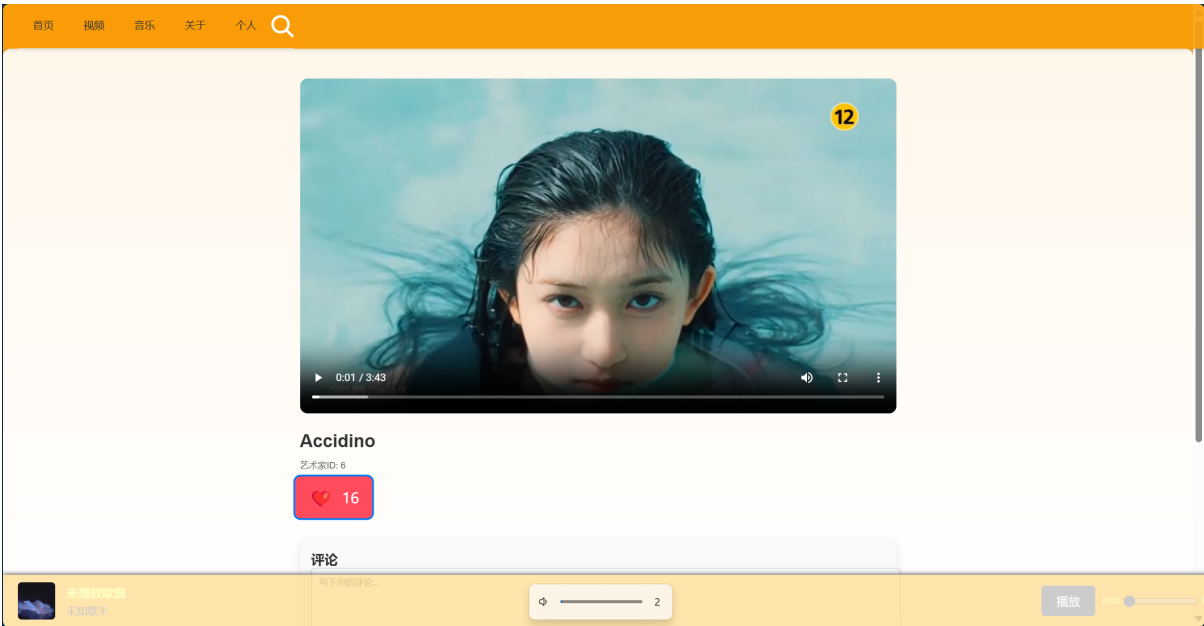 首页 视频 音乐 关于 个人
12
0:01 / 3:43
Accidino
艺术家ID: 6
❤️ 16
评论
写下你的评论...
未播放歌曲
未知歌手
2
播放
0:00